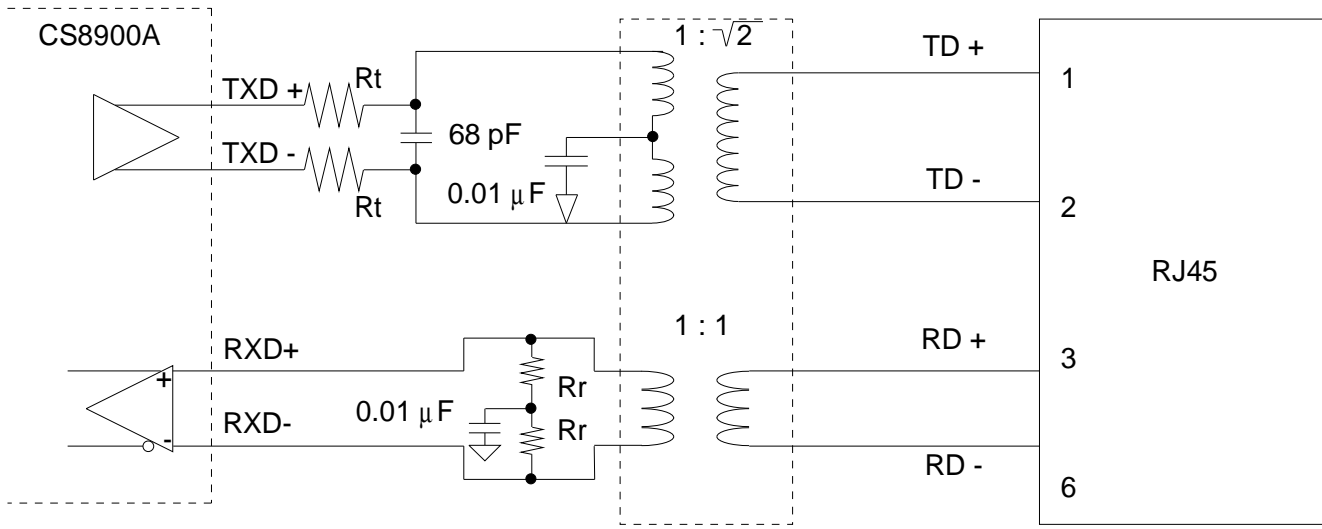 CS8900A
1 : √2
TD +
TXD +
Rt
1
68 pF
TXD -
Rt
0.01 μF
TD -
2
RJ45
1 : 1
RXD+
RD +
3
+
Rr
0.01 μF
RXD-
Rr
-
RD -
6